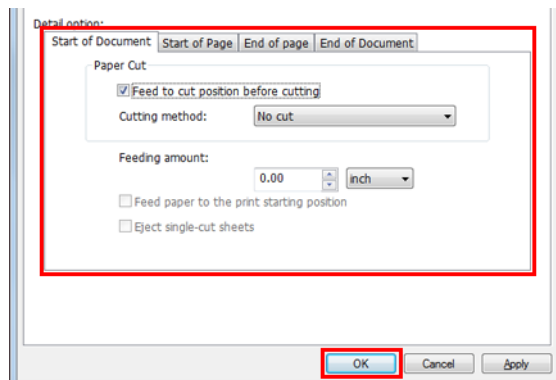 Detail option:
Start of Document Start of Page End of page End of Document
Paper Cut
Feed to cut position before cutting
Cutting method: No cut
Feeding amount:
0.00 inch
Feed paper to the print starting position
Eject single-cut sheets
OK Cancel Apply